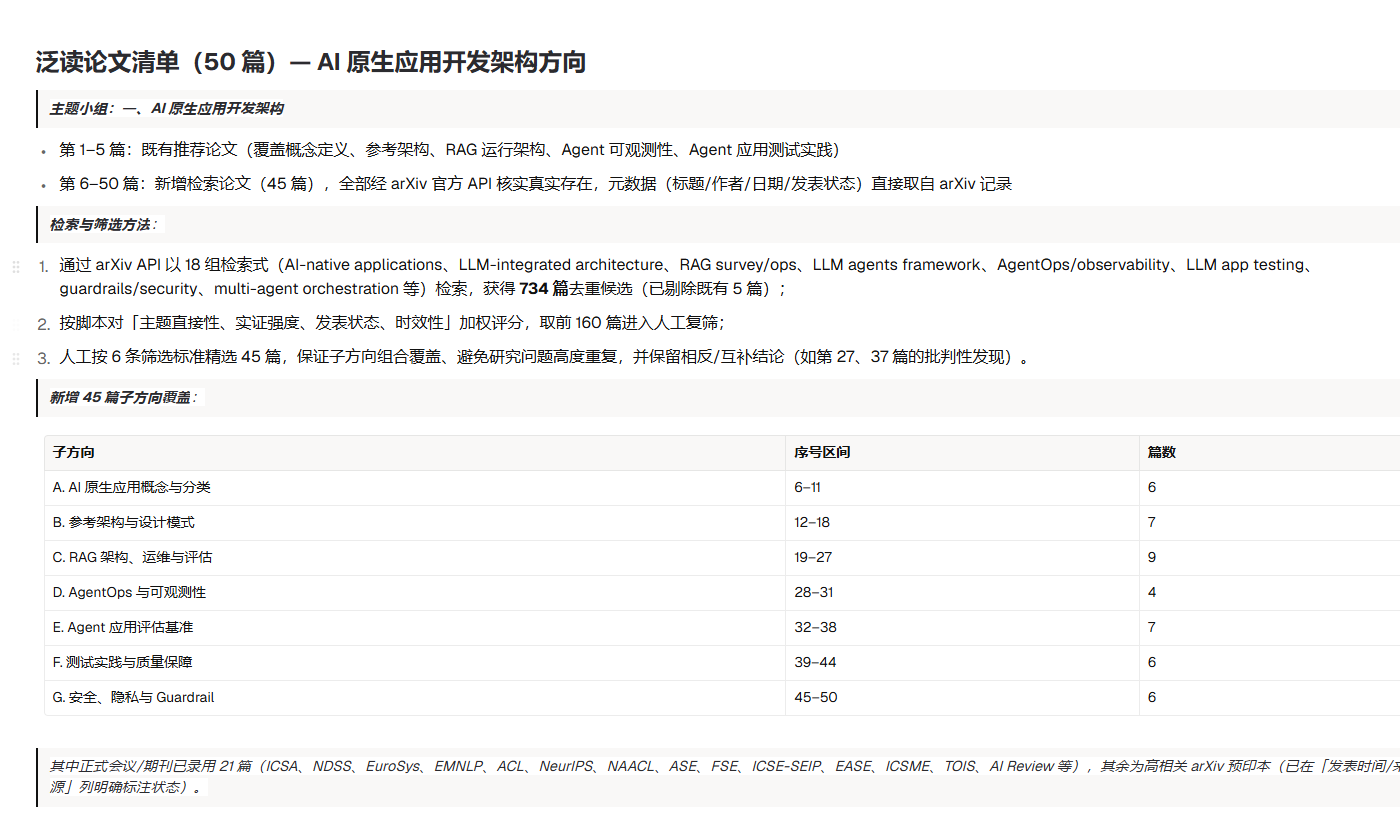 泛读论文清单（50 篇）— AI 原生应用开发架构方向
主题小组：一、AI 原生应用开发架构
• 第 1–5 篇：既有推荐论文（覆盖概念定义、参考架构、RAG 运行架构、Agent 可观测性、Agent 应用测试实践）
• 第 6–50 篇：新增检索论文（45 篇），全部经 arXiv 官方 API 核实真实存在，元数据（标题/作者/日期/发表状态）直接取自 arXiv 记录
检索与筛选方法：
1. 通过 arXiv API 以 18 组检索式（AI-native applications、LLM-integrated architecture、RAG survey/ops、LLM agents framework、AgentOps/observability、LLM app testing、
guardrails/security、multi-agent orchestration 等）检索，获得 734 篇去重候选（已剔除既有 5 篇）；
2. 按脚本对「主题直接性、实证强度、发表状态、时效性」加权评分，取前 160 篇进入人工复筛；
3. 人工按 6 条筛选标准精选 45 篇，保证子方向组合覆盖、避免研究问题高度重复，并保留相反/互补结论（如第 27、37 篇的批判性发现）。
新增 45 篇子方向覆盖：
子方向 序号区间 篇数
A. AI 原生应用概念与分类 6–11 6
B. 参考架构与设计模式 12–18 7
C. RAG 架构、运维与评估 19–27 9
D. AgentOps 与可观测性 28–31 4
E. Agent 应用评估基准 32–38 7
F. 测试实践与质量保障 39–44 6
G. 安全、隐私与 Guardrail 45–50 6
其中正式会议/期刊已录用 21 篇（ICSA、NDSS、EuroSys、EMNLP、ACL、NeurIPS、NAACL、ASE、FSE、ICSE-SEIP、EASE、ICSME、TOIS、AI Review 等），其余为高相关 arXiv 预印本（已在「发表时间/
源」列明确标注状态）。